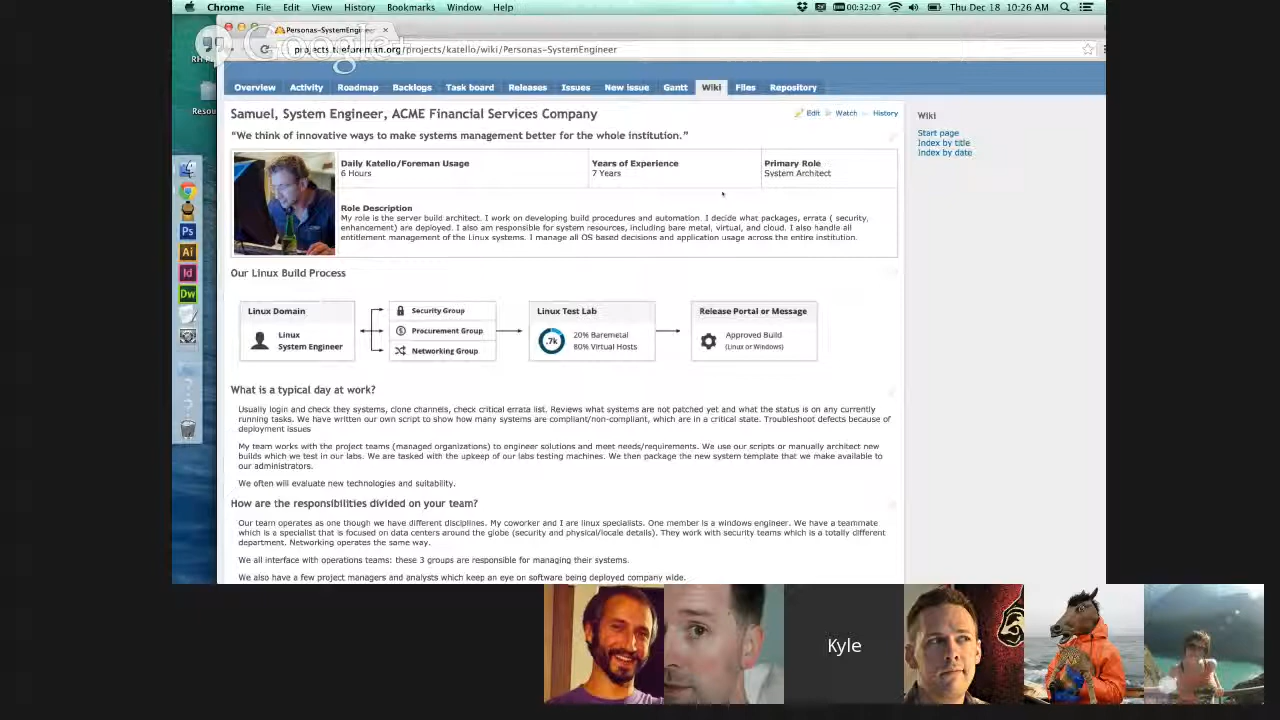 Chrome File Edit View History Bookmarks Window Help 00:32:07 Thu Dec 18 10:26 AM
Google+
Personas-SystemEngineer
projects.theforeman.org/projects/katello/wiki/Personas-SystemEngineer
Overview Activity Roadmap Backlogs Task board Releases Issues New issue Gantt Wiki Files Repository
Samuel, System Engineer, ACME Financial Services Company
Edit Watch History
Wiki
Start page
Index by title
Index by date
“We think of innovative ways to make systems management better for the whole institution.”
Daily Katello/Foreman Usage Years of Experience Primary Role
6 Hours 7 Years System Architect
Role Description
My role is the server build architect. I work on developing build procedures and automation. I decide what packages, errata ( security,
enhancement) are deployed. I also am responsible for system resources, including bare metal, virtual, and cloud. I also handle all
entitlement management of the Linux systems. I manage all OS based decisions and application usage across the entire institution.
Our Linux Build Process
Linux Domain
Linux
System Engineer
Security Group
Procurement Group
Networking Group
Linux Test Lab
.7k
20% Baremetal
80% Virtual Hosts
Release Portal or Message
Approved Build
(Linux or Windows)
What is a typical day at work?
Usually login and check they systems, clone channels, check critical errata list. Reviews what systems are not patched yet and what the status is on any currently
running tasks. We have written our own script to show how many systems are compliant/non-compliant, which are in a critical state. Troubleshoot defects because of
deployment issues
My team works with the project teams (managed organizations) to engineer solutions and meet needs/requirements. We use our scripts or manually architect new
builds which we test in our labs. We are tasked with the upkeep of our labs testing machines. We then package the new system template that we make available to
our administrators.
We often will evaluate new technologies and suitability.
How are the responsibilities divided on your team?
Our team operates as one though we have different disciplines. My coworker and I are linux specialists. One member is a windows engineer. We have a teammate
which is a specialist that is focused on data centers around the globe (security and physical/locale details). They work with security teams which is a totally different
department. Networking operates the same way.
We all interface with operations teams: these 3 groups are responsible for managing their systems.
We also have a few project managers and analysts which keep an eye on software being deployed company wide.
Ps
Ai
Id
Dw
Kyle